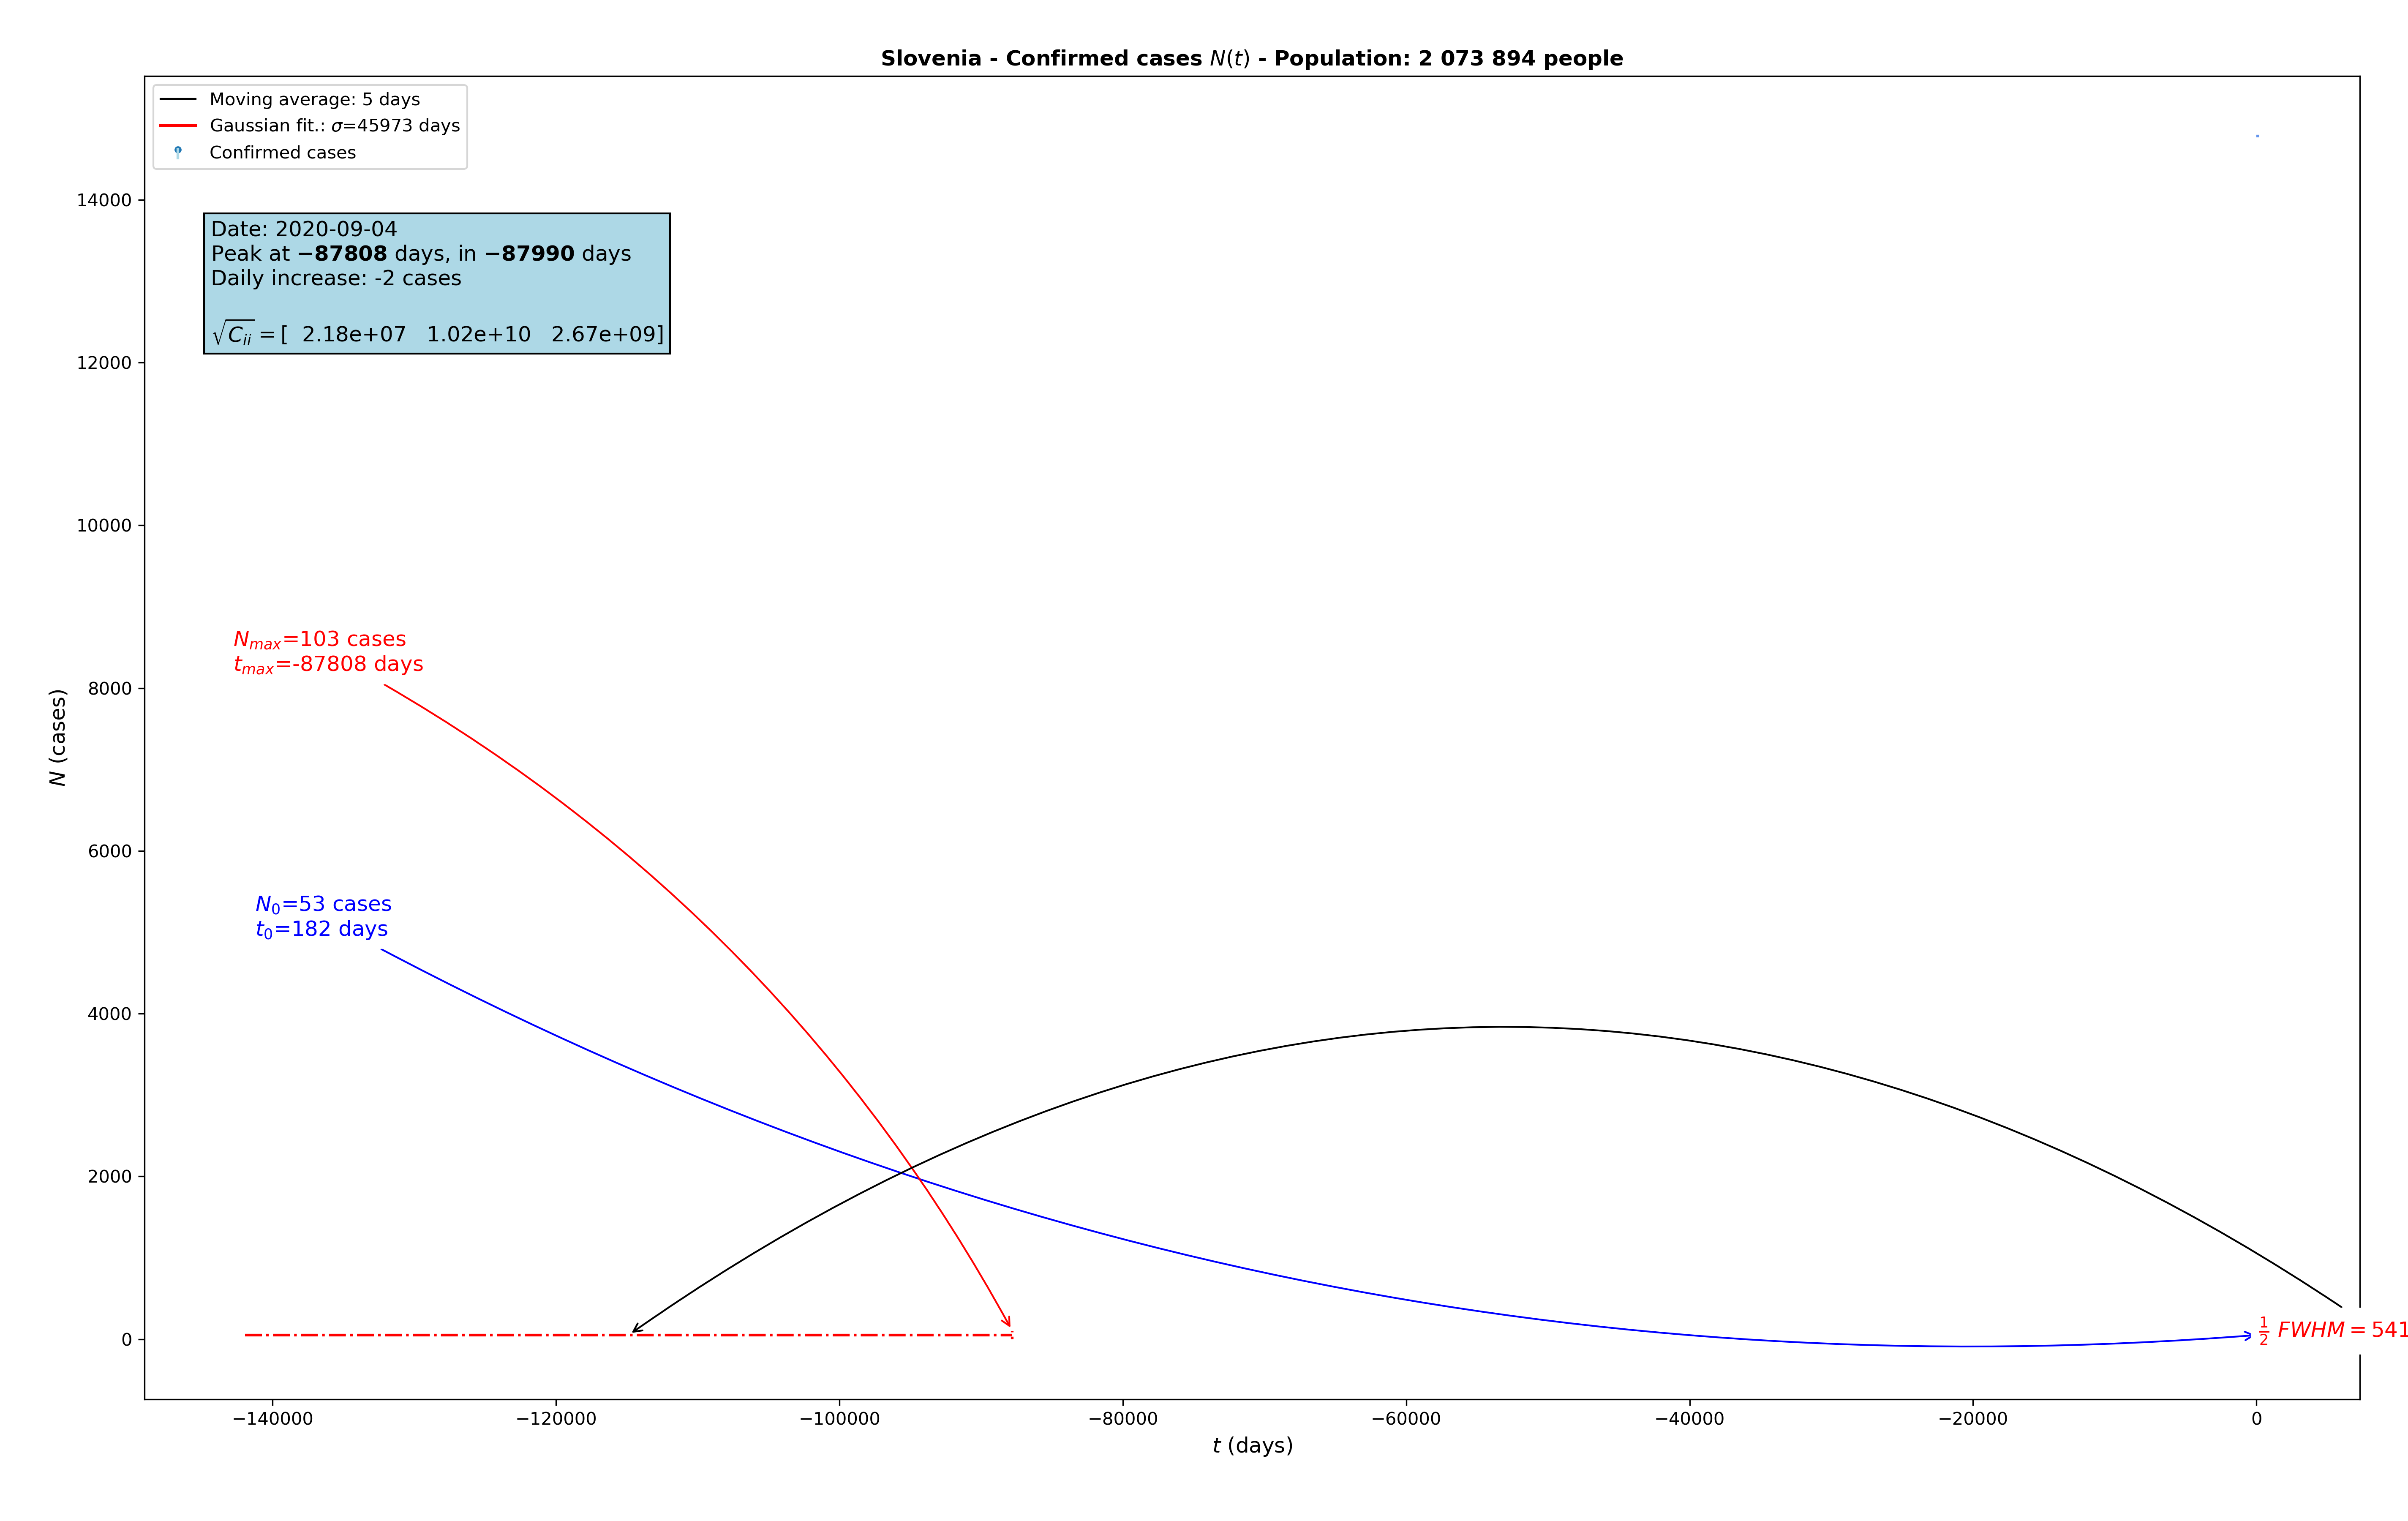 Slovenia - Confirmed cases N(t) - Population: 2 073 894 people
Moving average: 5 days
Gaussian fit.: σ=45973 days
Confirmed cases
Date: 2020-09-04
Peak at −87808 days, in −87990 days
Daily increase: -2 cases
√C_ii = [  2.18e+07   1.02e+10   2.67e+09]
N_max=103 cases
t_max=-87808 days
N_0=53 cases
t_0=182 days
1/2 FWHM = 541
N (cases)
14000
12000
10000
8000
6000
4000
2000
0
−140000 −120000 −100000 −80000 −60000 −40000 −20000 0
t (days)